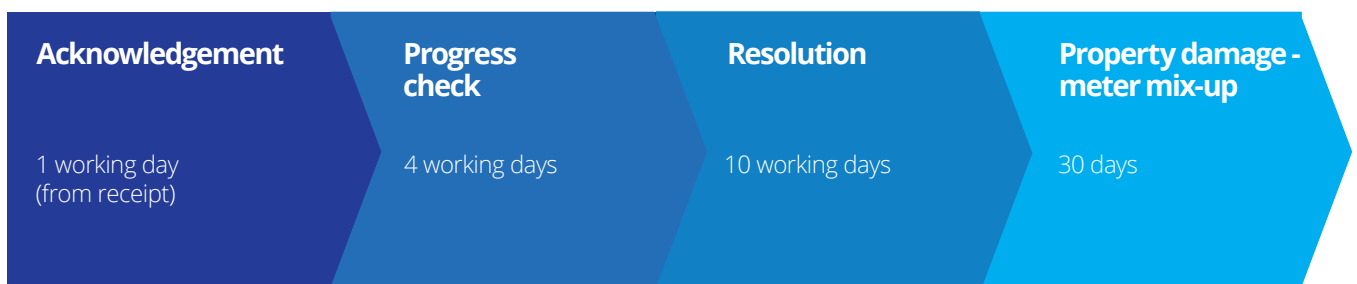 Acknowledgement
1 working day
(from receipt)
Progress
check
4 working days
Resolution
10 working days
Property damage -
meter mix-up
30 days